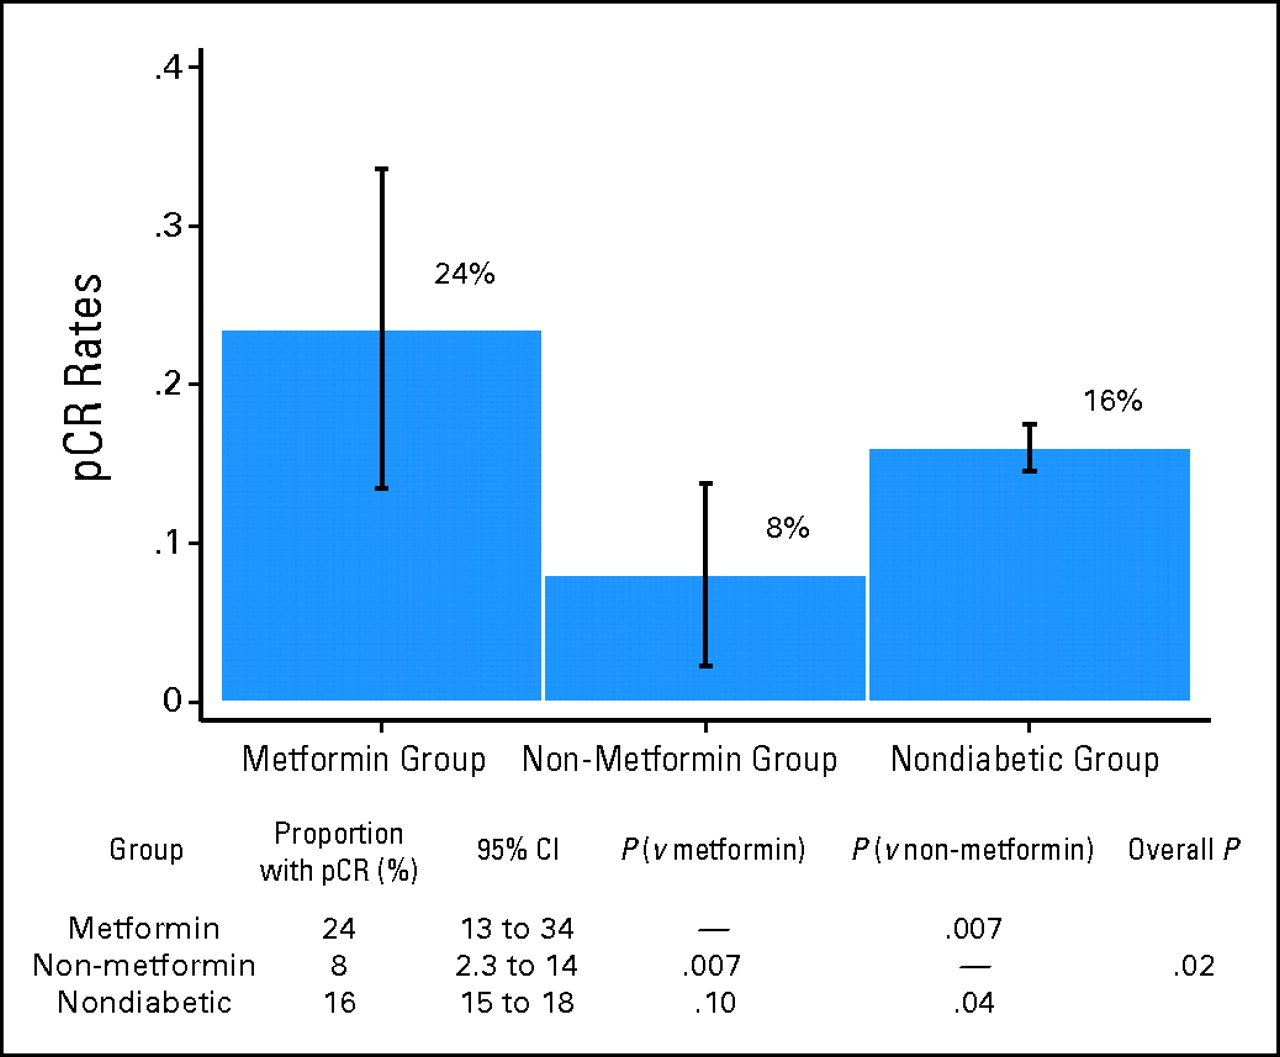 .4
.3
.2
.1
0
pCR Rates
24%
8%
16%
Metformin Group Non-Metformin Group Nondiabetic Group
Group Proportion with pCR (%) 95% CI P (v metformin) P (v non-metformin) Overall P
Metformin 24 13 to 34 — .007
Non-metformin 8 2.3 to 14 .007 — .02
Nondiabetic 16 15 to 18 .10 .04